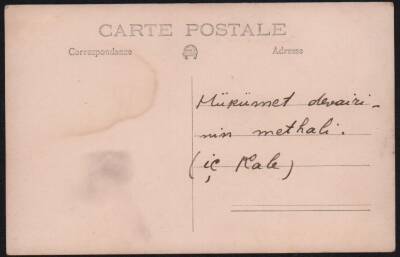 CARTE POSTALE
Correspondance
Adresse
Hükümet devairi-
nin methali.
(iç Kale)